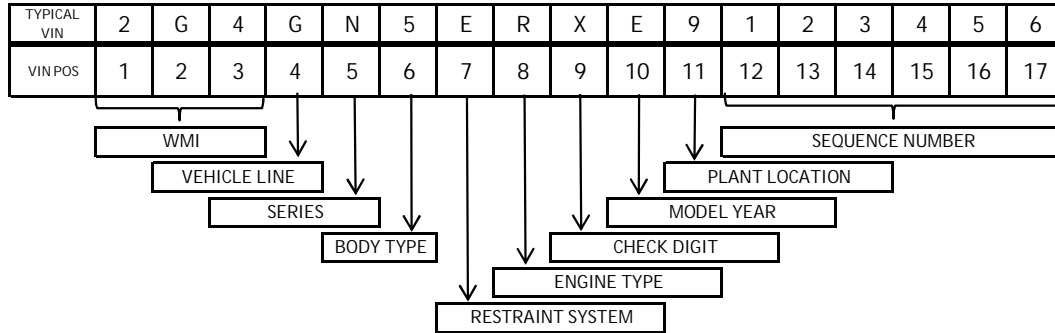 TYPICAL VIN 2 G 4 G N 5 E R X E 9 1 2 3 4 5 6
VIN POS 1 2 3 4 5 6 7 8 9 10 11 12 13 14 15 16 17
WMI SEQUENCE NUMBER
VEHICLE LINE PLANT LOCATION
SERIES MODEL YEAR
BODY TYPE CHECK DIGIT
ENGINE TYPE
RESTRAINT SYSTEM